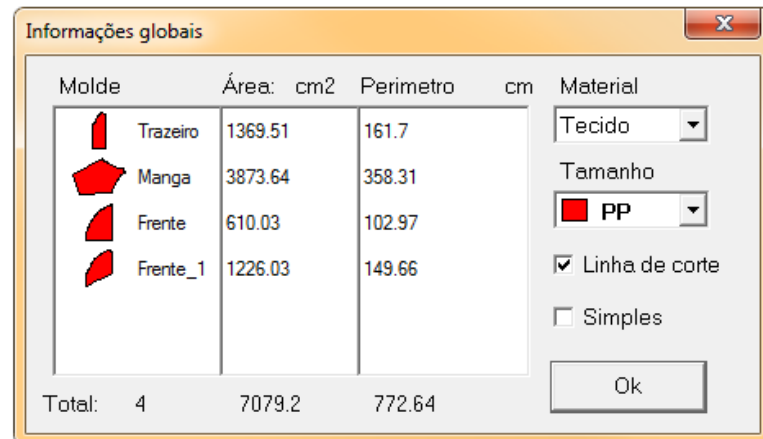 Informações globais
Molde Área: cm2 Perimetro cm Material
Trazeiro 1369.51 161.7 Tecido
Manga 3873.64 358.31 Tamanho
PP
Frente 610.03 102.97
Frente_1 1226.03 149.66 Linha de corte
Simples
Ok
Total: 4 7079.2 772.64